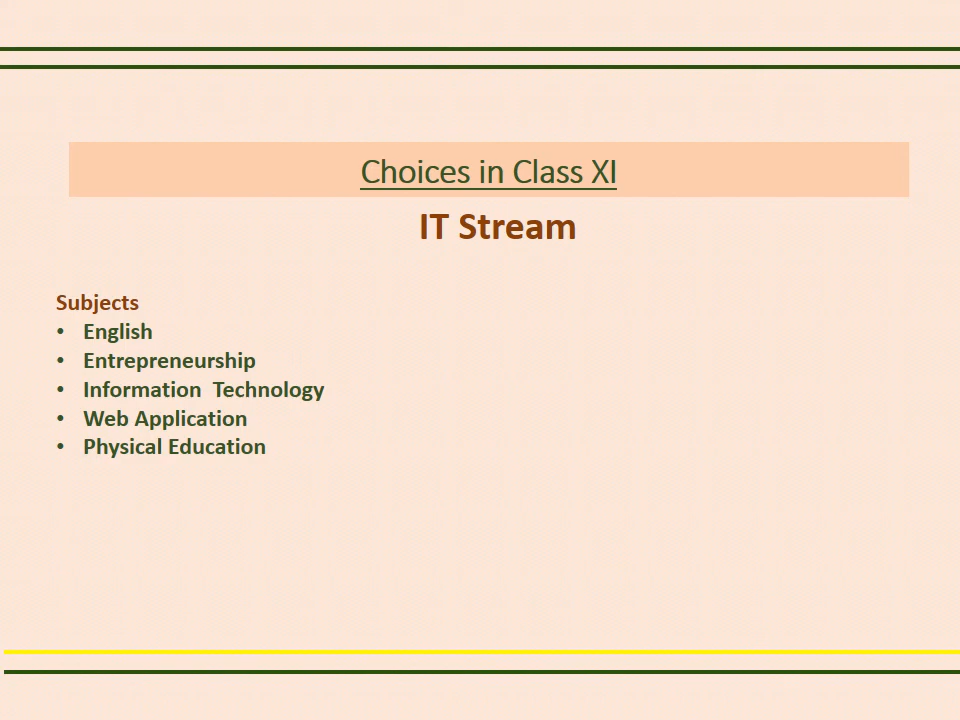 Choices in Class XI
IT Stream
Subjects
• English
• Entrepreneurship
• Information  Technology
• Web Application
• Physical Education